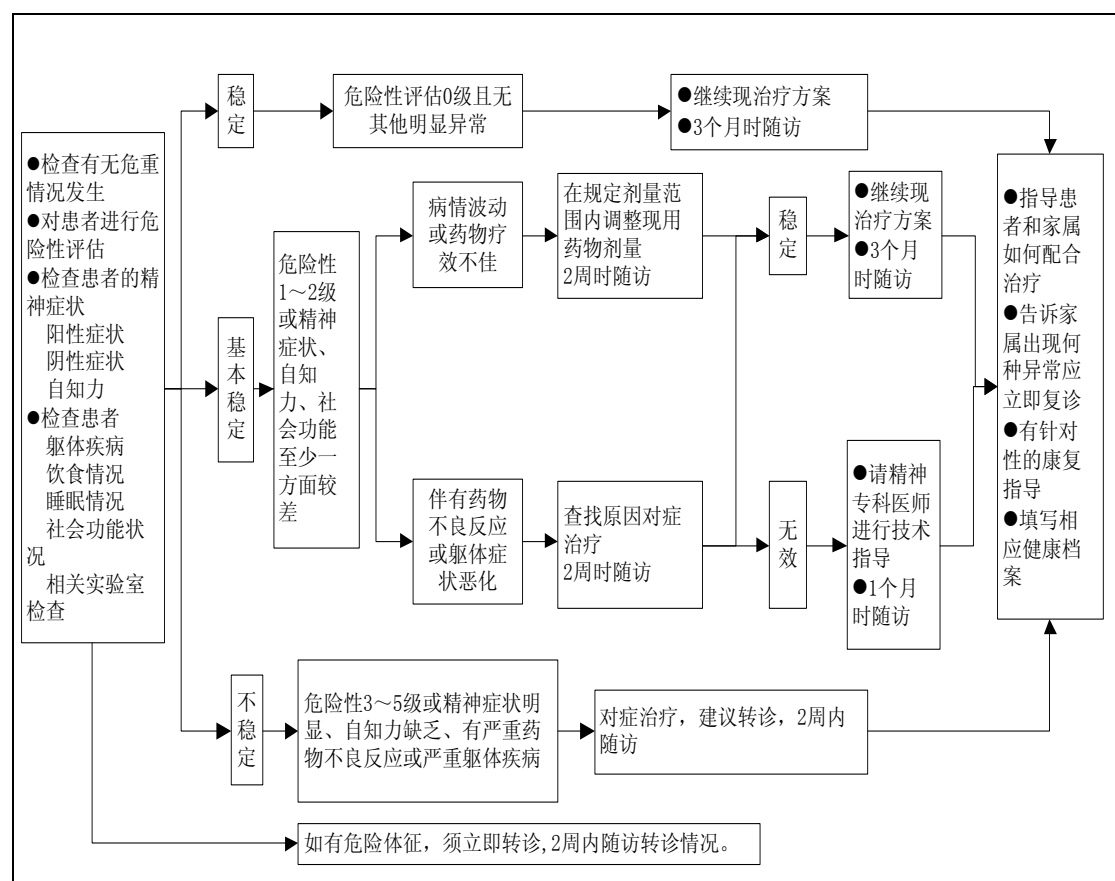 ●检查有无危重
情况发生
●对患者进行危
险性评估
●检查患者的精
神症状
阳性症状
阴性症状
自知力
●检查患者
躯体疾病
饮食情况
睡眠情况
社会功能状
况
相关实验室
检查
稳
定
危险性评估0级且无
其他明显异常
●继续现治疗方案
●3个月时随访
基
本
稳
定
危险性
1～2级
或精神
症状、
自知
力、社
会功能
至少一
方面较
差
病情波动
或药物疗
效不佳
在规定剂量范
围内调整现用
药物剂量
2周时随访
稳
定
●继续现
治疗方案
●3个月
时随访
伴有药物
不良反应
或躯体症
状恶化
查找原因对症
治疗
2周时随访
无
效
●请精神
专科医师
进行技术
指导
●1个月
时随访
不
稳
定
危险性3～5级或精神症状明
显、自知力缺乏、有严重药
物不良反应或严重躯体疾病
对症治疗，建议转诊，2周内
随访
如有危险体征，须立即转诊,2周内随访转诊情况。
●指导患
者和家属
如何配合
治疗
●告诉家
属出现何
种异常应
立即复诊
●有针对
性的康复
指导
●填写相
应健康档
案